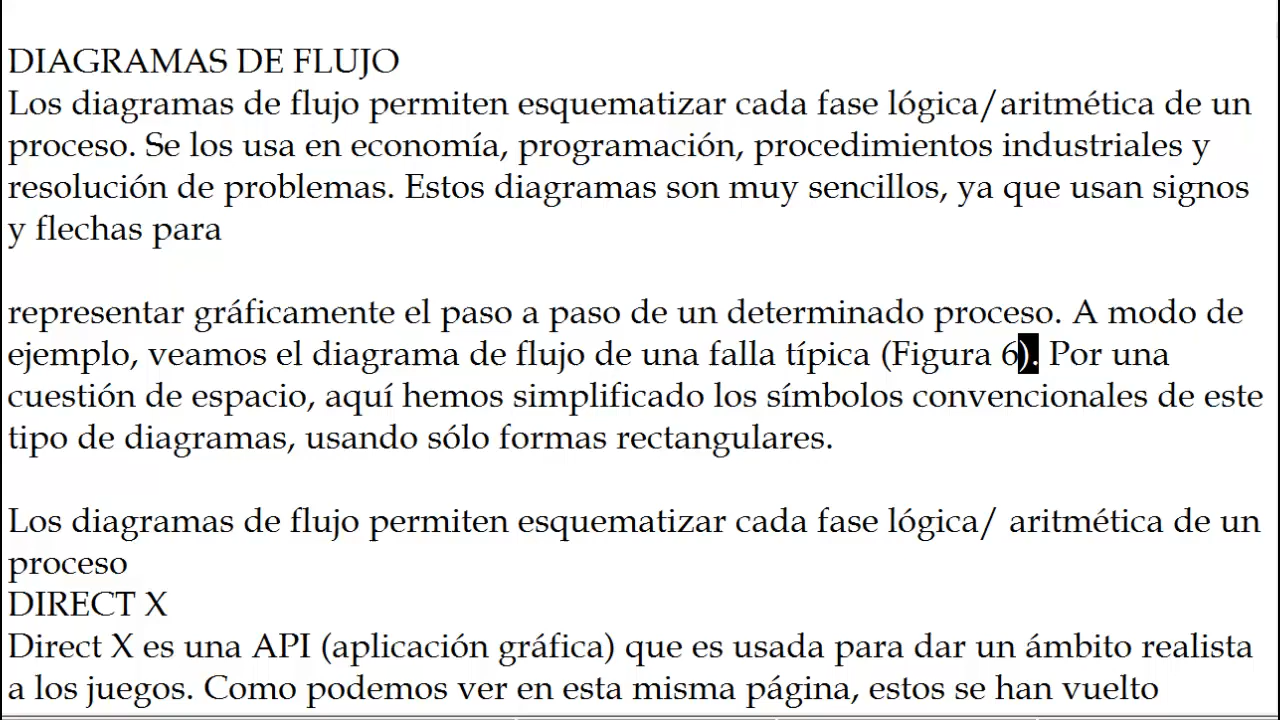 DIAGRAMAS DE FLUJO
Los diagramas de flujo permiten esquematizar cada fase lógica/aritmética de un
proceso. Se los usa en economía, programación, procedimientos industriales y
resolución de problemas. Estos diagramas son muy sencillos, ya que usan signos
y flechas para
representar gráficamente el paso a paso de un determinado proceso. A modo de
ejemplo, veamos el diagrama de flujo de una falla típica (Figura 6). Por una
cuestión de espacio, aquí hemos simplificado los símbolos convencionales de este
tipo de diagramas, usando sólo formas rectangulares.
Los diagramas de flujo permiten esquematizar cada fase lógica/ aritmética de un
proceso
DIRECT X
Direct X es una API (aplicación gráfica) que es usada para dar un ámbito realista
a los juegos. Como podemos ver en esta misma página, estos se han vuelto